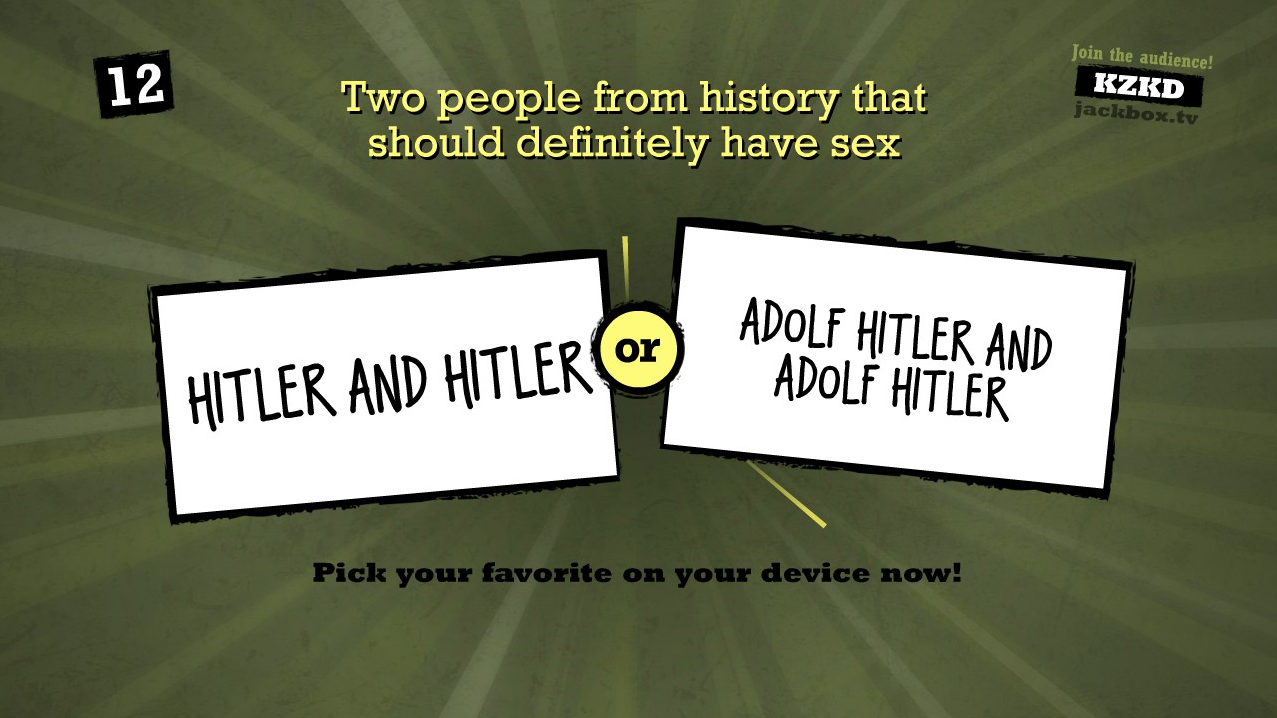 12
Join the audience!
KZKD
jackbox.tv
Two people from history that
should definitely have sex
HITLER AND HITLER
or
ADOLF HITLER AND
ADOLF HITLER
Pick your favorite on your device now!